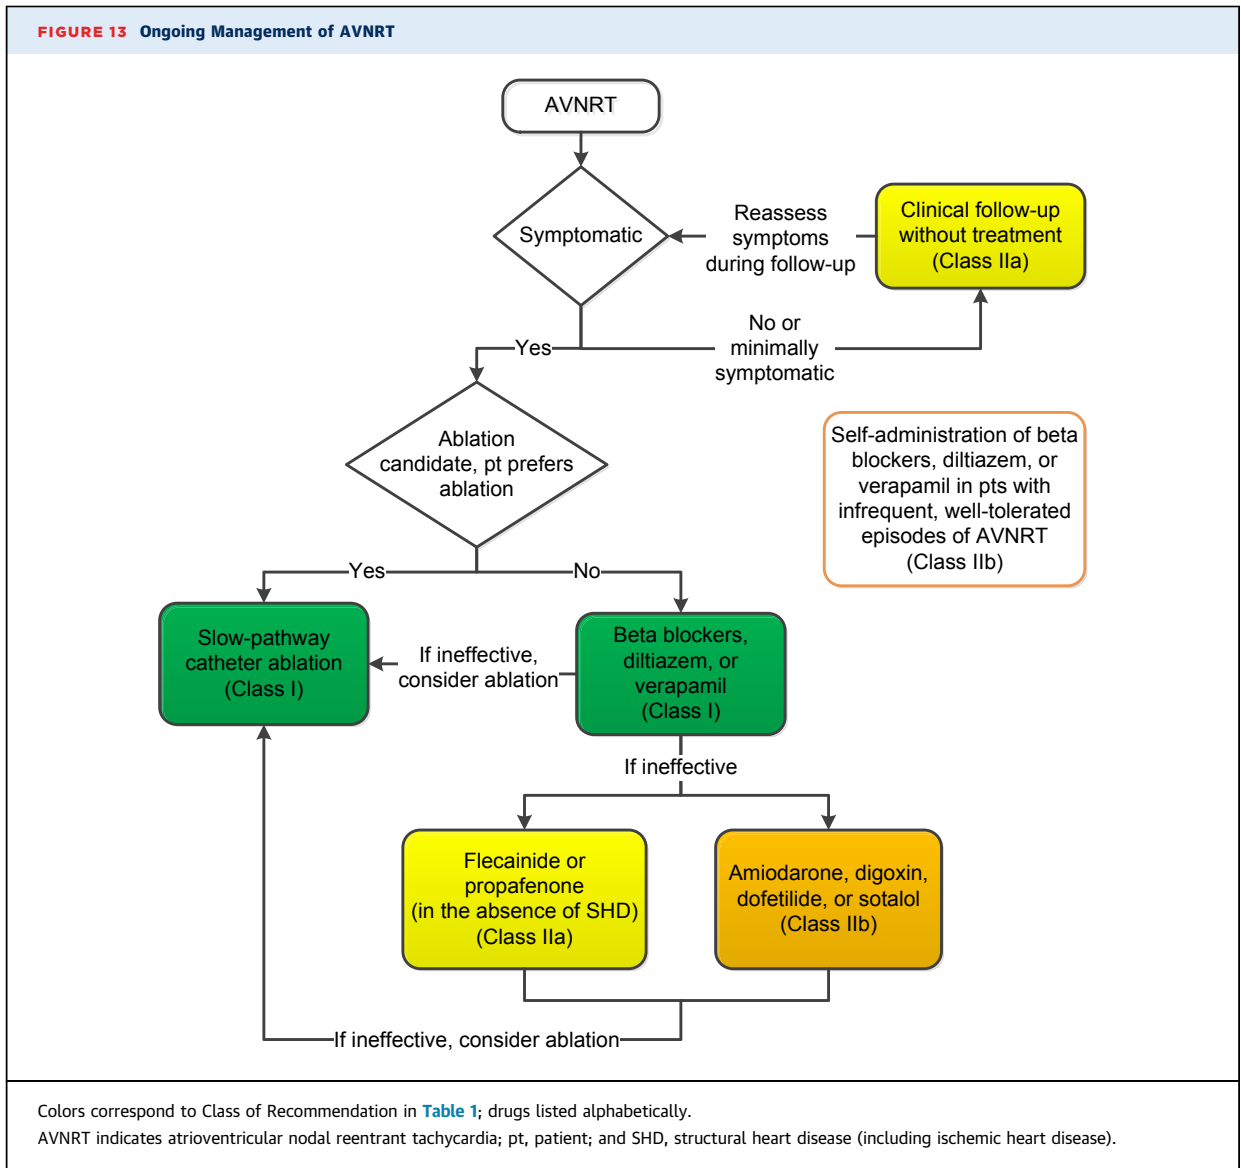 FIGURE 13 Ongoing Management of AVNRT
AVNRT
Symptomatic
Reassess
symptoms
during follow-up
Clinical follow-up
without treatment
(Class IIa)
Yes
No or
minimally
symptomatic
Ablation
candidate, pt prefers
ablation
Self-administration of beta
blockers, diltiazem, or
verapamil in pts with
infrequent, well-tolerated
episodes of AVNRT
(Class IIb)
Yes
No
Slow-pathway
catheter ablation
(Class I)
If ineffective,
consider ablation
Beta blockers,
diltiazem, or
verapamil
(Class I)
If ineffective
Flecainide or
propafenone
(in the absence of SHD)
(Class IIa)
Amiodarone, digoxin,
dofetilide, or sotalol
(Class IIb)
If ineffective, consider ablation
Colors correspond to Class of Recommendation in Table 1; drugs listed alphabetically.
AVNRT indicates atrioventricular nodal reentrant tachycardia; pt, patient; and SHD, structural heart disease (including ischemic heart disease).